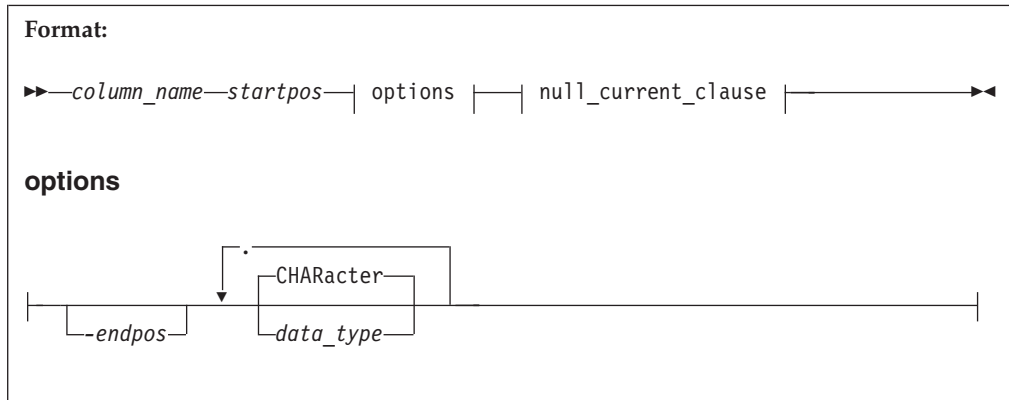 Format:
column_name startpos options null_current_clause
options
.
CHARacter
-endpos data_type